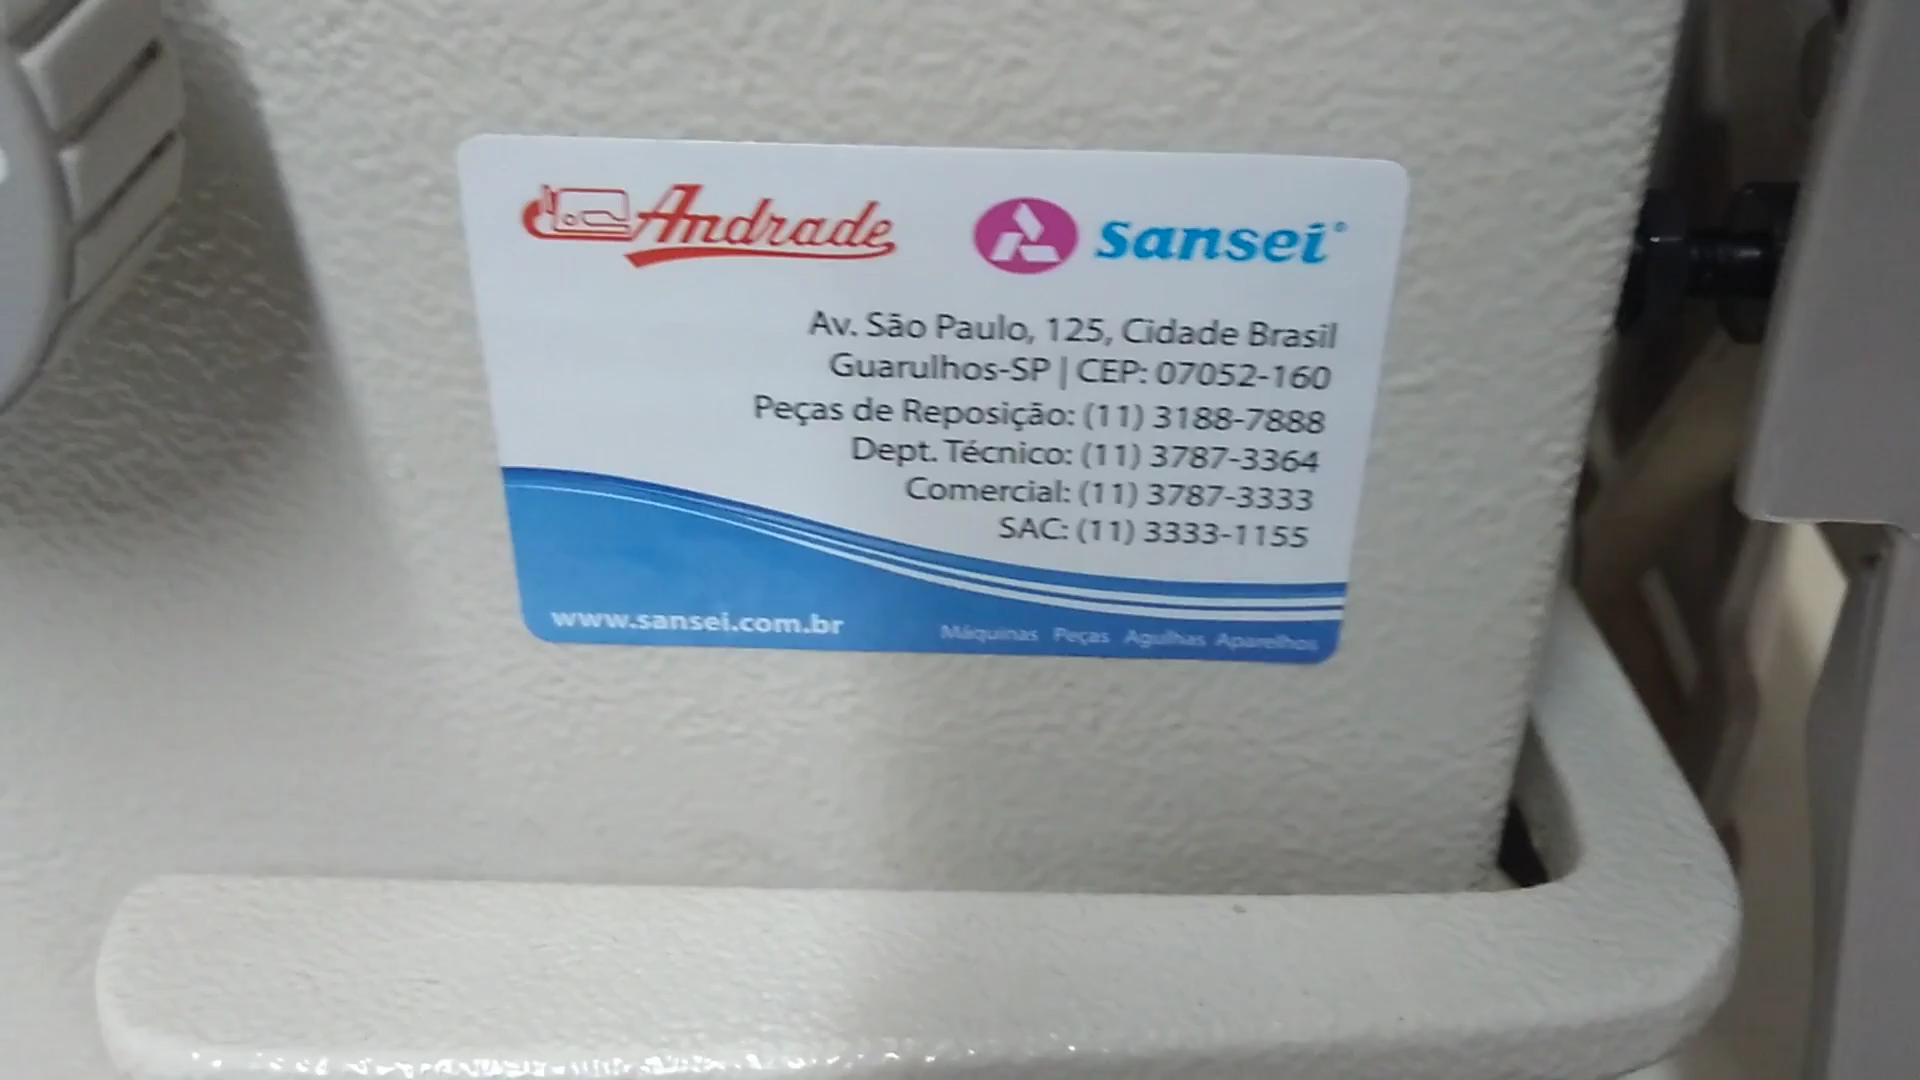 Andrade
sansei®
Av. São Paulo, 125, Cidade Brasil
Guarulhos-SP | CEP: 07052-160
Peças de Reposição: (11) 3188-7888
Dept. Técnico: (11) 3787-3364
Comercial: (11) 3787-3333
SAC: (11) 3333-1155
www.sansei.com.br
Máquinas Peças Agulhas Aparelhos